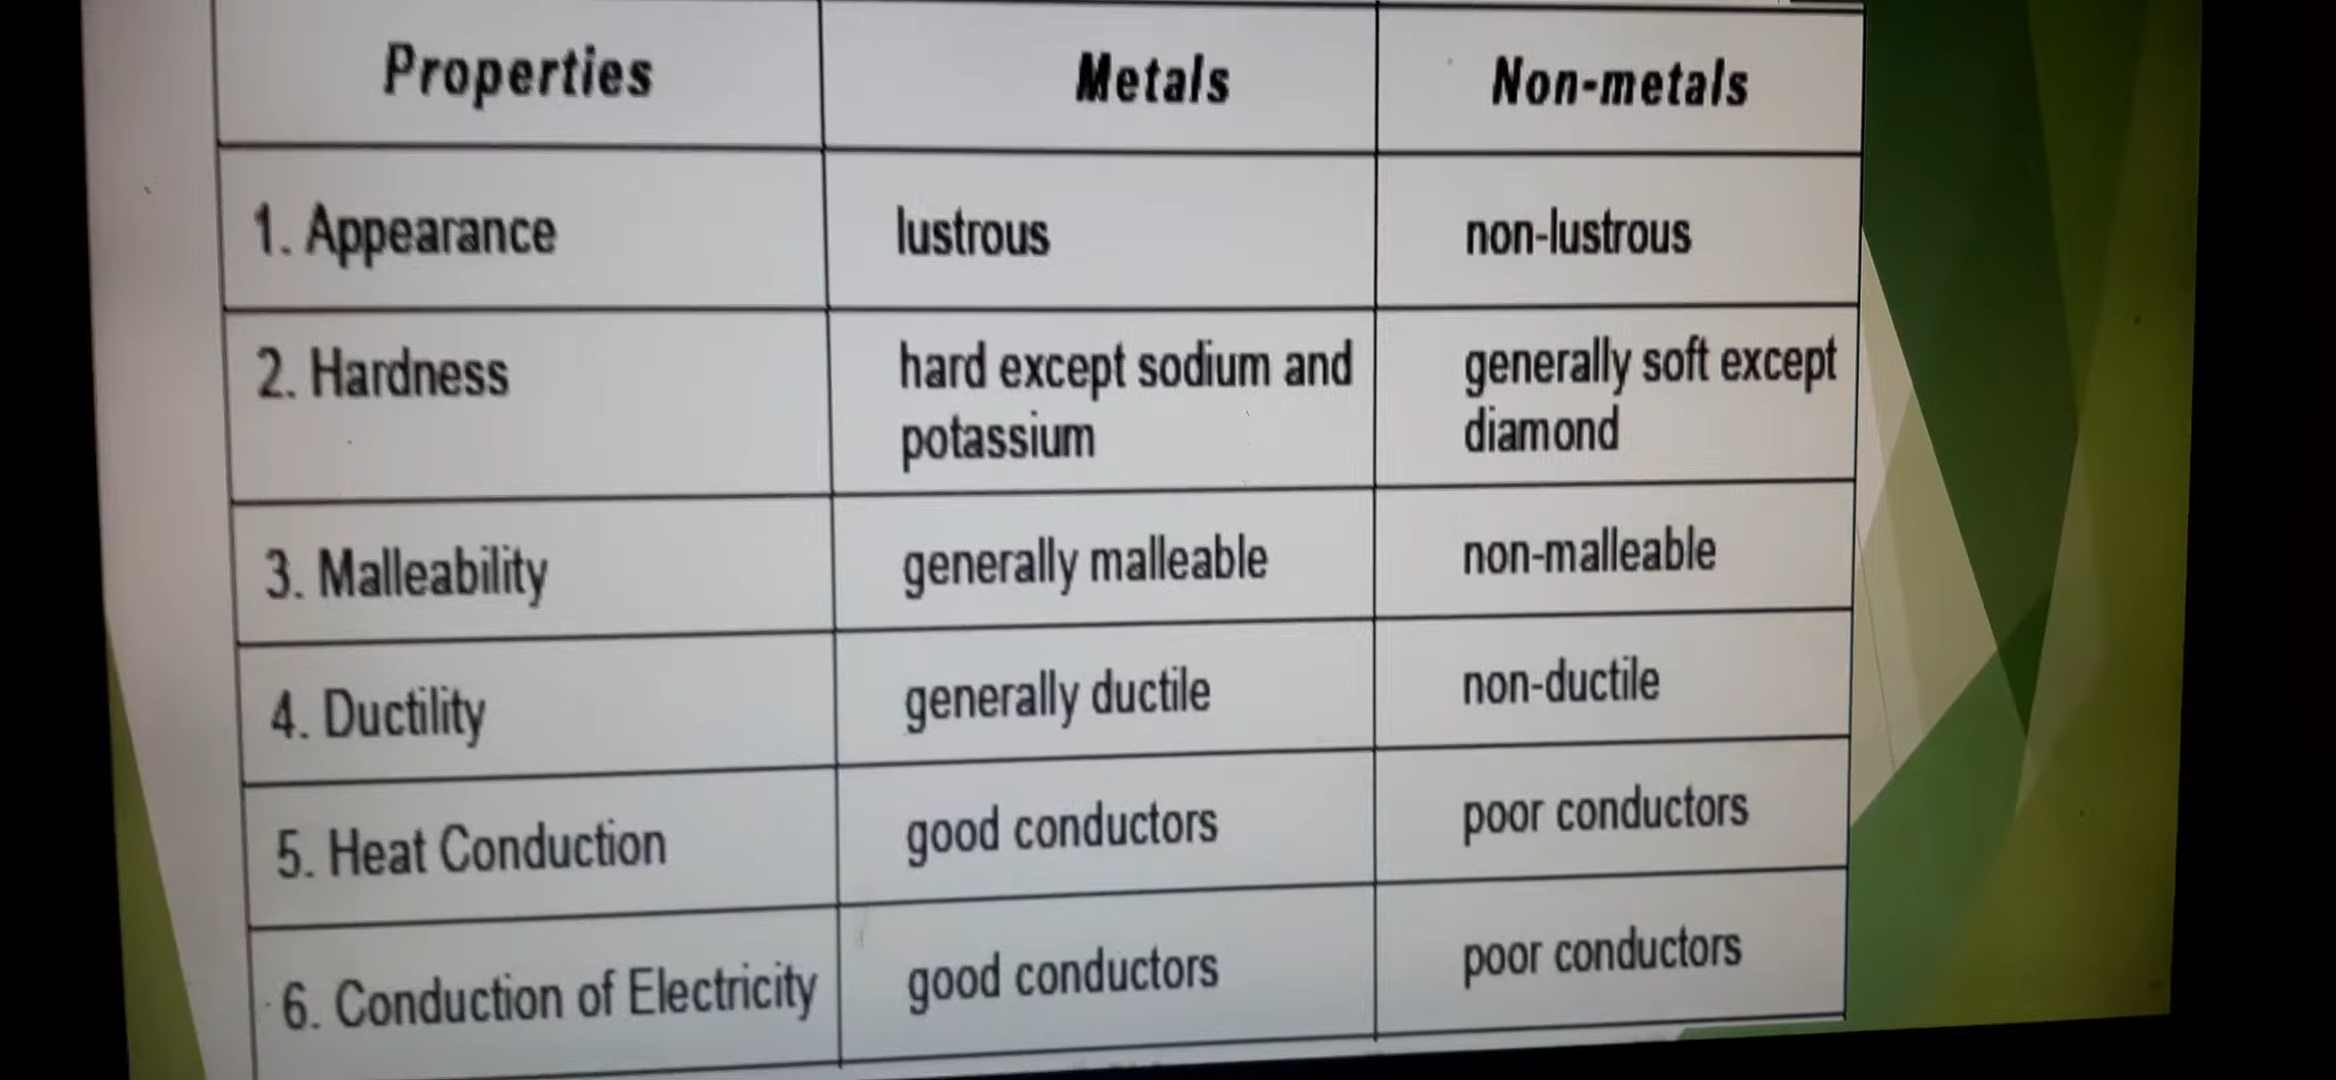 Properties Metals Non-metals
1. Appearance lustrous non-lustrous
2. Hardness hard except sodium and generally soft except
potassium diamond
3. Malleability generally malleable non-malleable
4. Ductility generally ductile non-ductile
5. Heat Conduction good conductors poor conductors
6. Conduction of Electricity good conductors poor conductors